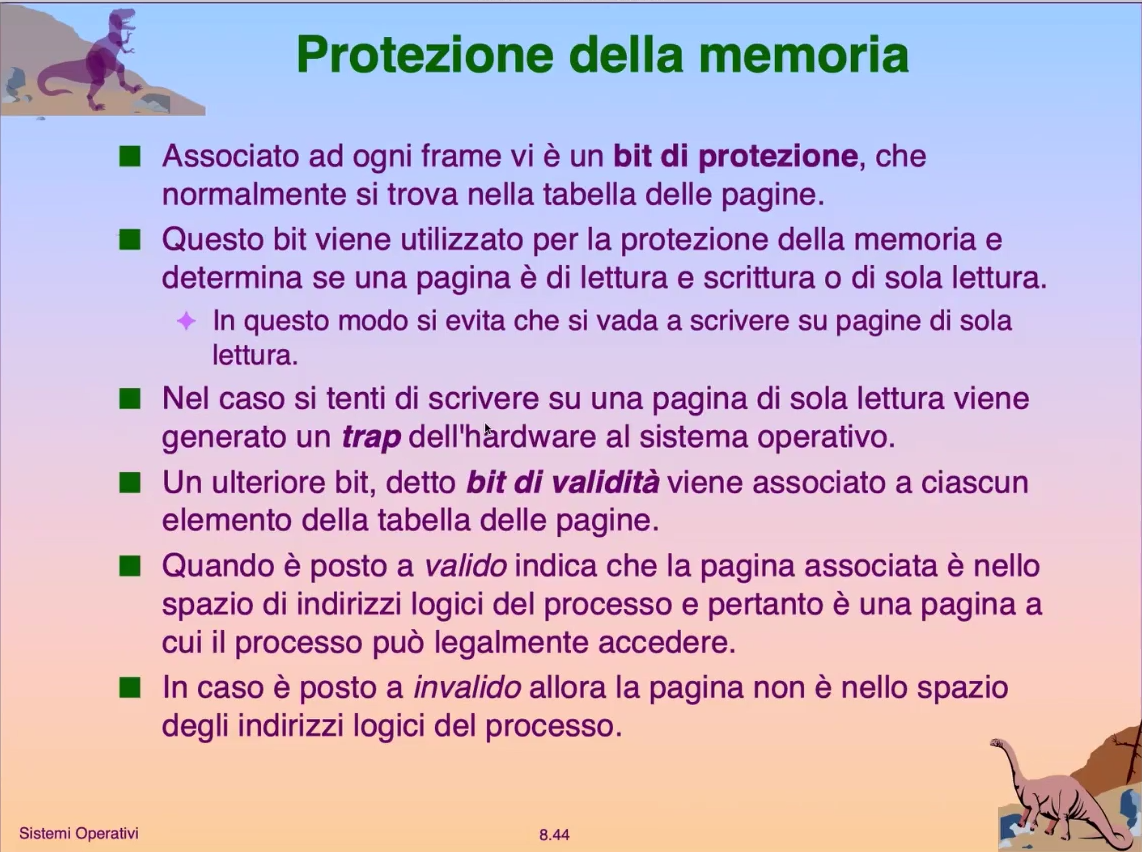 Protezione della memoria
Associato ad ogni frame vi è un bit di protezione, che
normalmente si trova nella tabella delle pagine.
Questo bit viene utilizzato per la protezione della memoria e
determina se una pagina è di lettura e scrittura o di sola lettura.
In questo modo si evita che si vada a scrivere su pagine di sola
lettura.
Nel caso si tenti di scrivere su una pagina di sola lettura viene
generato un trap dell'hardware al sistema operativo.
Un ulteriore bit, detto bit di validità viene associato a ciascun
elemento della tabella delle pagine.
Quando è posto a valido indica che la pagina associata è nello
spazio di indirizzi logici del processo e pertanto è una pagina a
cui il processo può legalmente accedere.
In caso è posto a invalido allora la pagina non è nello spazio
degli indirizzi logici del processo.
Sistemi Operativi
8.44